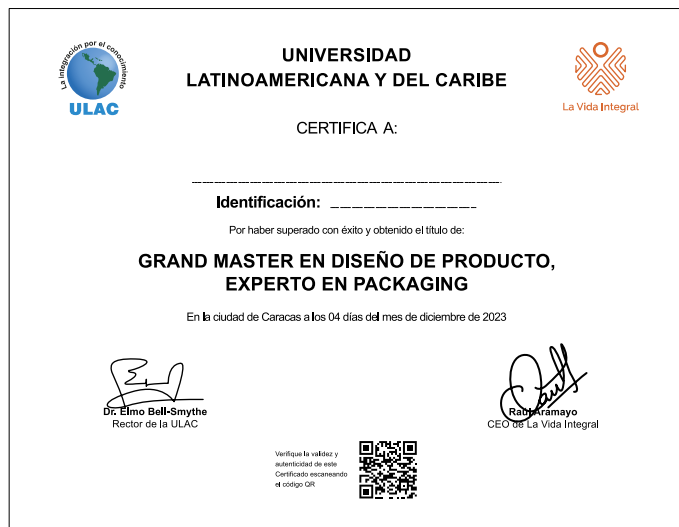 La integración por el conocimiento
ULAC
UNIVERSIDAD
LATINOAMERICANA Y DEL CARIBE
La Vida Integral
CERTIFICA A:
Identificación:
Por haber superado con éxito y obtenido el título de:
GRAND MASTER EN DISEÑO DE PRODUCTO,
EXPERTO EN PACKAGING
En la ciudad de Caracas a los 04 días del mes de diciembre de 2023
Dr. Elmo Bell-Smythe
Rector de la ULAC
Raúl Aramayo
CEO de La Vida Integral
Verifique la validez y
autenticidad de este
Certificado escaneando
el código QR